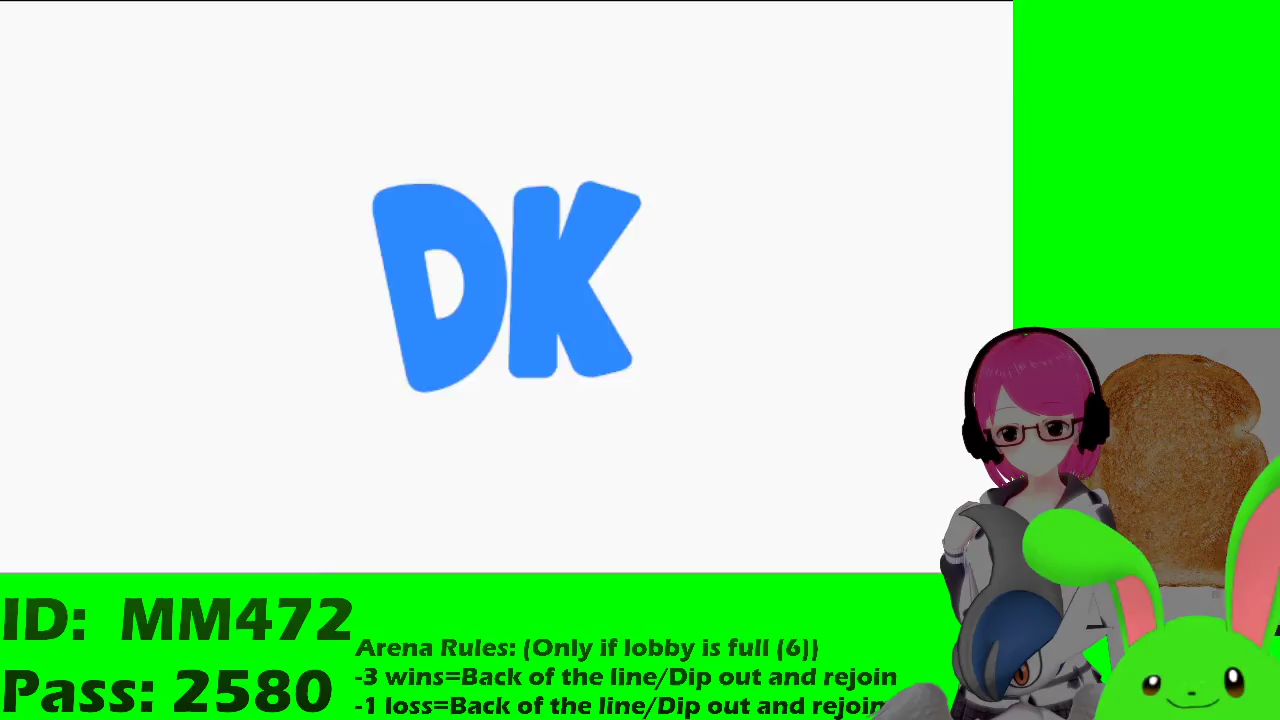 DK
ID: MM472
Pass: 2580
Arena Rules: (Only if lobby is full (6))
-3 wins=Back of the line/Dip out and rejoin
-1 loss=Back of the line/Dip out and rejoin